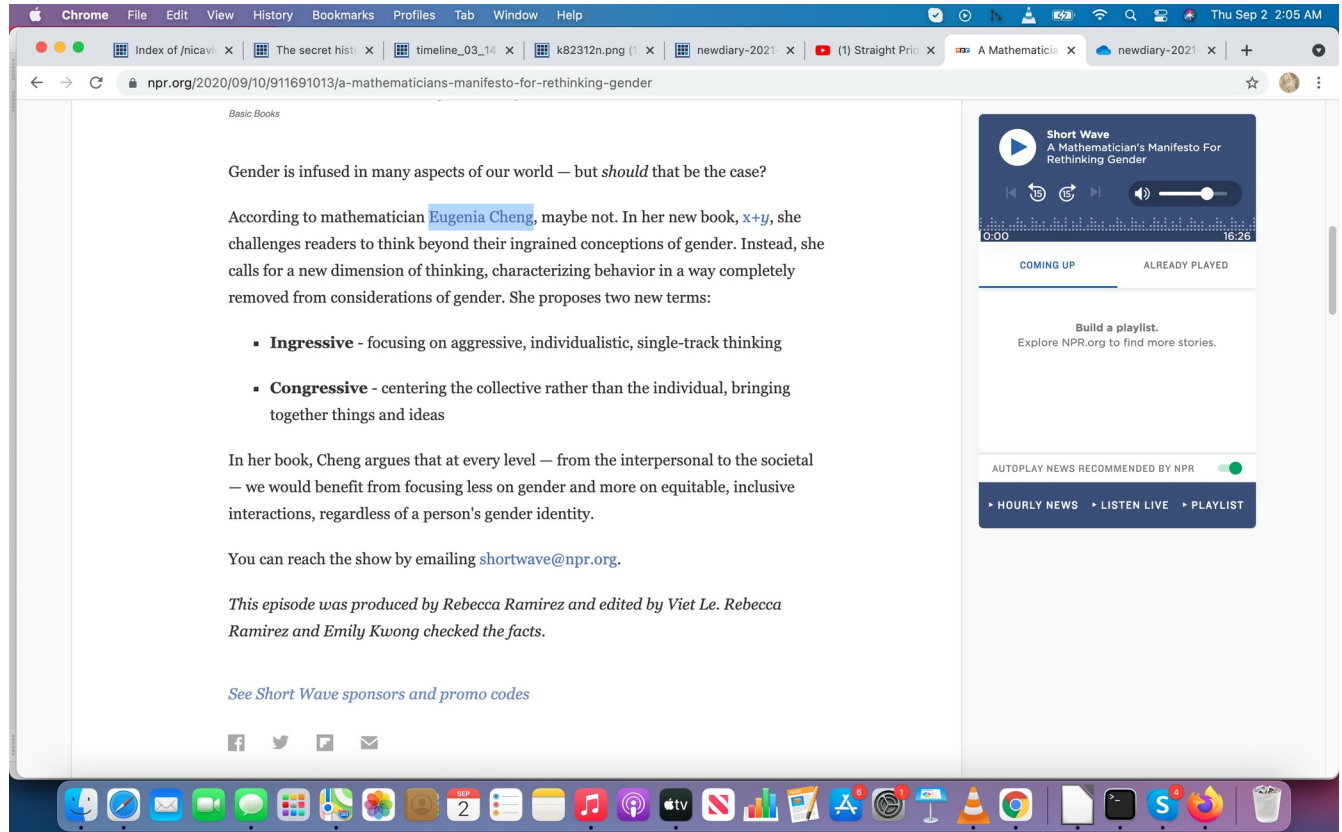 Chrome File Edit View History Bookmarks Profiles Tab Window Help Thu Sep 2 2:05 AM
Index of /nicavi The secret histo timeline_03_14 k82312n.png (1 newdiary-2021- (1) Straight Prid A Mathematicia newdiary-2021-
npr.org/2020/09/10/911691013/a-mathematicians-manifesto-for-rethinking-gender
Basic Books
Gender is infused in many aspects of our world — but should that be the case?
According to mathematician Eugenia Cheng, maybe not. In her new book, x+y, she
challenges readers to think beyond their ingrained conceptions of gender. Instead, she
calls for a new dimension of thinking, characterizing behavior in a way completely
removed from considerations of gender. She proposes two new terms:
▪ Ingressive - focusing on aggressive, individualistic, single-track thinking
▪ Congressive - centering the collective rather than the individual, bringing
together things and ideas
In her book, Cheng argues that at every level — from the interpersonal to the societal
— we would benefit from focusing less on gender and more on equitable, inclusive
interactions, regardless of a person's gender identity.
You can reach the show by emailing shortwave@npr.org.
This episode was produced by Rebecca Ramirez and edited by Viet Le. Rebecca
Ramirez and Emily Kwong checked the facts.
See Short Wave sponsors and promo codes
Short Wave
A Mathematician's Manifesto For
Rethinking Gender
15 15
0:00 16:26
COMING UP ALREADY PLAYED
Build a playlist.
Explore NPR.org to find more stories.
AUTOPLAY NEWS RECOMMENDED BY NPR
HOURLY NEWS LISTEN LIVE PLAYLIST
SEP
2
tv
6
1
4